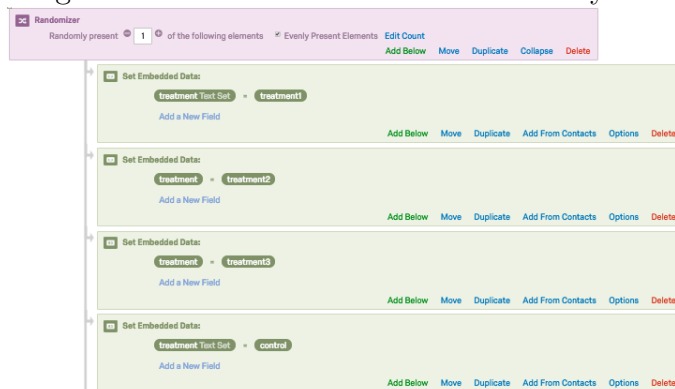 Randomizer
Randomly present 1 of the following elements Evenly Present Elements Edit Count
Add Below Move Duplicate Collapse Delete
Set Embedded Data:
treatment Text Set = treatment1
Add a New Field
Add Below Move Duplicate Add From Contacts Options Delete
Set Embedded Data:
treatment = treatment2
Add a New Field
Add Below Move Duplicate Add From Contacts Options Delete
Set Embedded Data:
treatment = treatment3
Add a New Field
Add Below Move Duplicate Add From Contacts Options Delete
Set Embedded Data:
treatment Text Set = control
Add a New Field
Add Below Move Duplicate Add From Contacts Options Delete